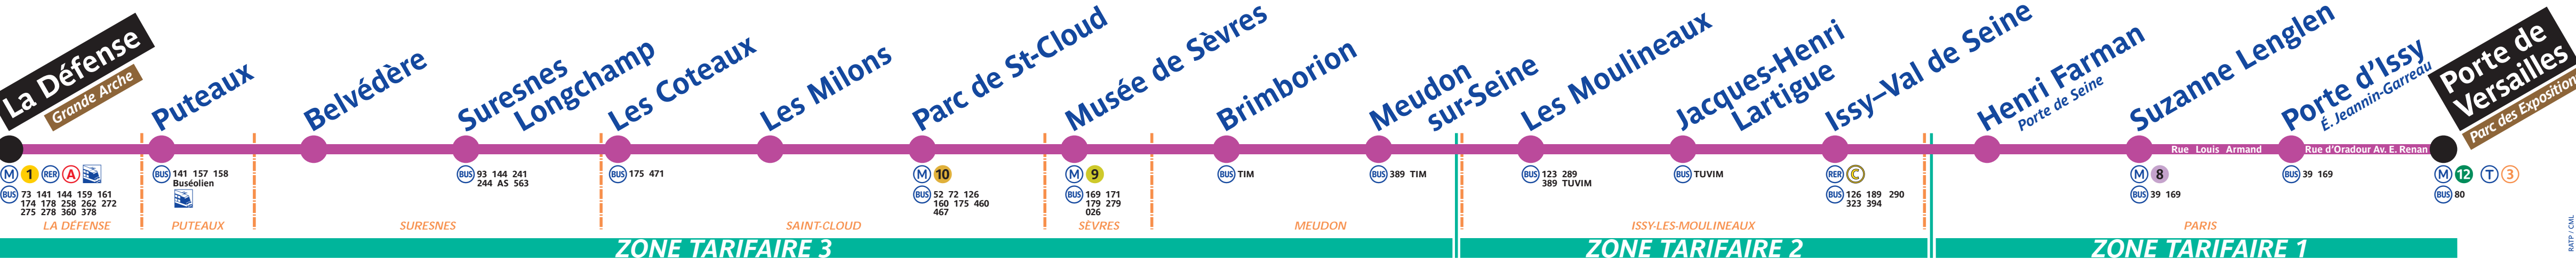 La Défense
Grande Arche
Puteaux
Belvédère
Suresnes
Longchamp
Les Coteaux
Les Milons
Parc de St-Cloud
Musée de Sèvres
Brimborion
Meudon
sur-Seine
Les Moulineaux
Jacques-Henri
Lartigue
Issy–Val de Seine
Henri Farman
Porte de Seine
Suzanne Lenglen
Porte d'Issy
É. Jeannin-Garreau
Porte de
Versailles
Parc des Exposition
Rue Louis Armand
Rue d'Oradour Av. E. Renan
M 1 RER A
BUS 73 141 144 159 161
174 178 258 262 272
275 278 360 378
BUS 141 157 158
Buséolien
BUS 93 144 241
244 AS 563
BUS 175 471
M 10
BUS 52 72 126
160 175 460
467
M 9
BUS 169 171
179 279
026
BUS TIM
BUS 389 TIM
BUS 123 289
389 TUVIM
BUS TUVIM
RER C
BUS 126 189 290
323 394
M 8
BUS 39 169
BUS 39 169
M 12 T 3
BUS 80
LA DÉFENSE
PUTEAUX
SURESNES
SAINT-CLOUD
SÈVRES
MEUDON
ISSY-LES-MOULINEAUX
PARIS
ZONE TARIFAIRE 3
ZONE TARIFAIRE 2
ZONE TARIFAIRE 1
RATP / CML